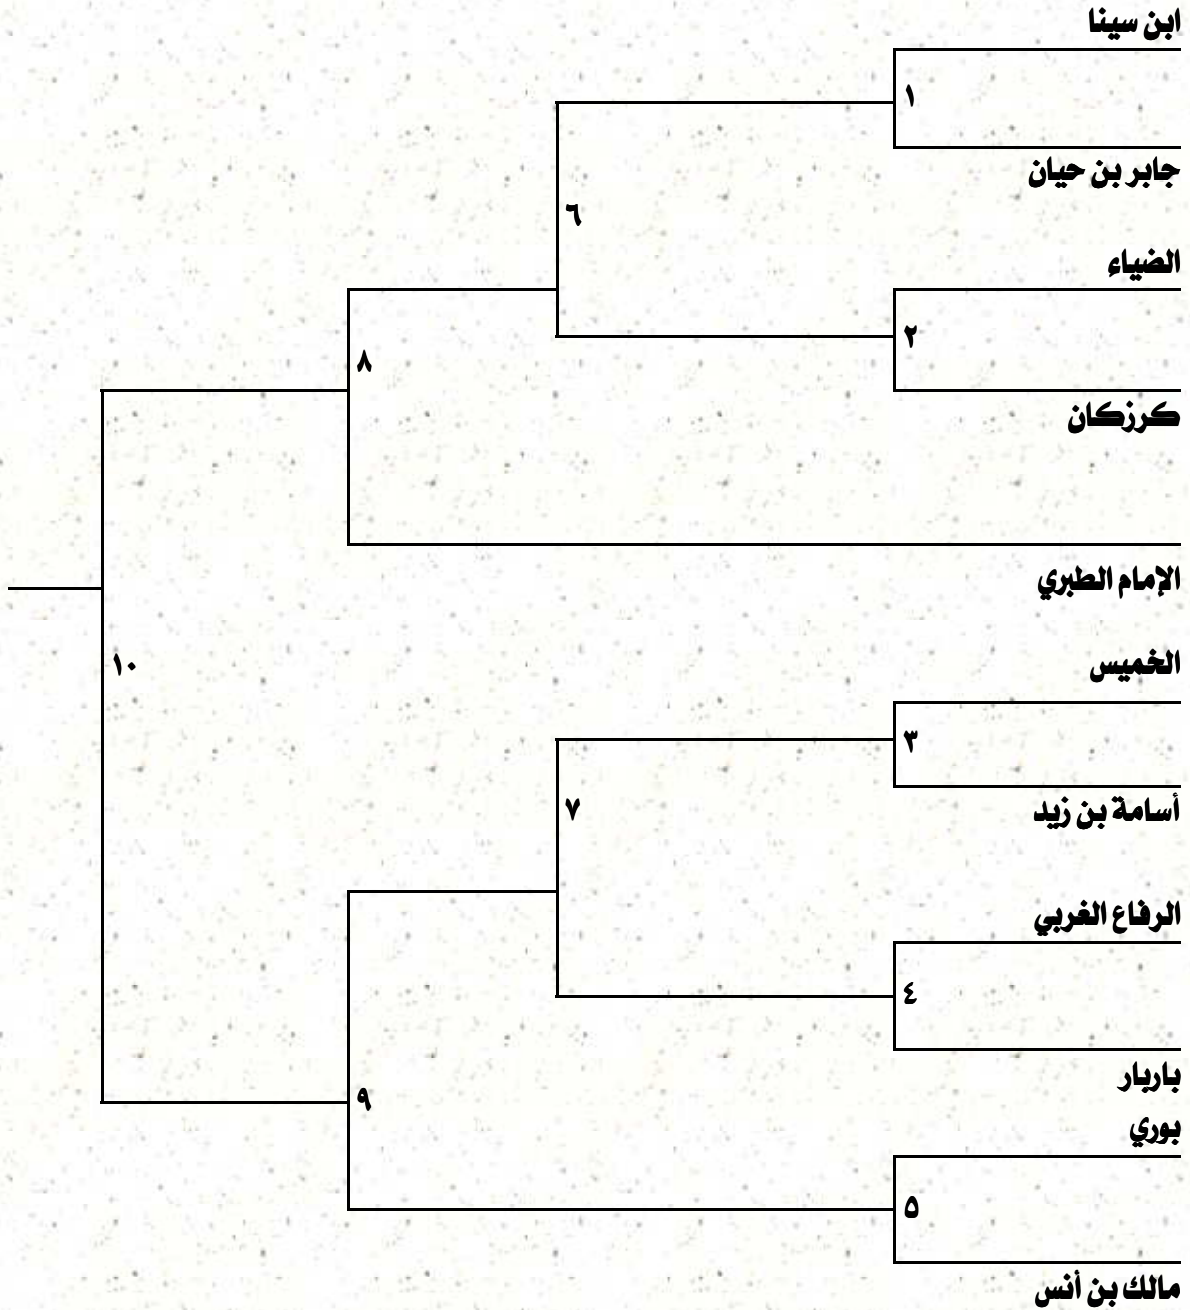 ابن سينا
١
جابر بن حيان
٦
الضياء
٢
٨
كرزكان
الإمام الطبري
الخميس
١٠
٣
أسامة بن زيد
٧
الرفاع الغربي
٤
باربار
٩
بوري
٥
مالك بن أنس